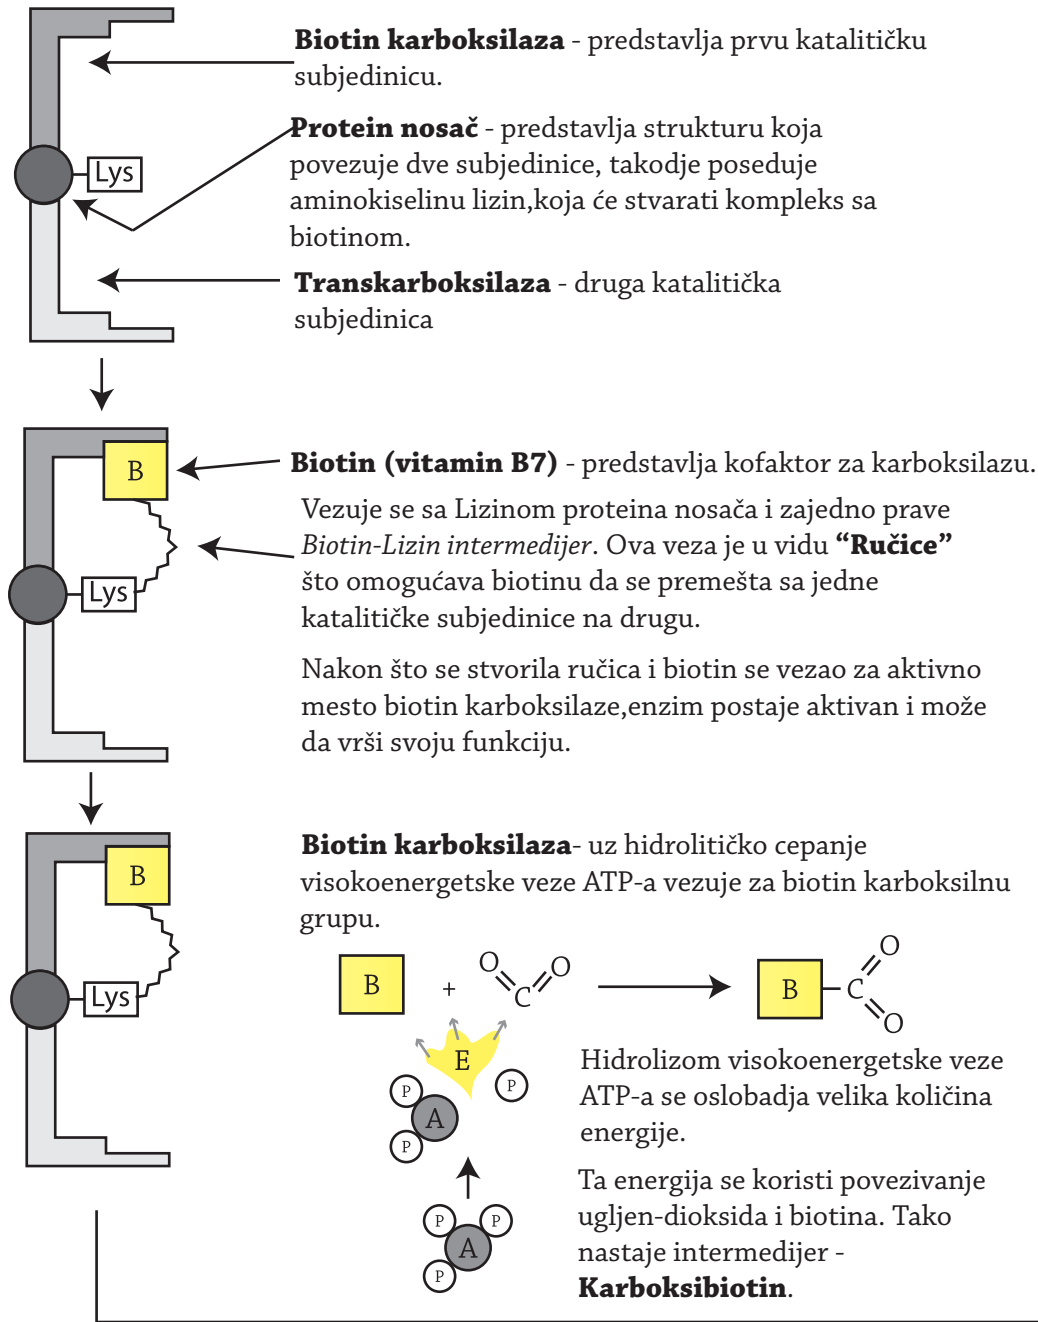 Biotin karboksilaza - predstavlja prvu katalitičku
subjedinicu.
Protein nosač - predstavlja strukturu koja
povezuje dve subjedinice, takodje poseduje
aminokiselinu lizin,koja će stvarati kompleks sa
biotinom.
Lys
Transkarboksilaza - druga katalitička
subjedinica
B
Biotin (vitamin B7) - predstavlja kofaktor za karboksilazu.
Vezuje se sa Lizinom proteina nosača i zajedno prave
Biotin-Lizin intermedijer. Ova veza je u vidu “Ručice”
što omogućava biotinu da se premešta sa jedne
katalitičke subjedinice na drugu.
Lys
Nakon što se stvorila ručica i biotin se vezao za aktivno
mesto biotin karboksilaze,enzim postaje aktivan i može
da vrši svoju funkciju.
B
Lys
Biotin karboksilaza- uz hidrolitičko cepanje
visokoenergetske veze ATP-a vezuje za biotin karboksilnu
grupu.
B + O C O
B C O O
E
P P A P
P P A P
Hidrolizom visokoenergetske veze
ATP-a se oslobadja velika količina
energije.
Ta energija se koristi povezivanje
ugljen-dioksida i biotina. Tako
nastaje intermedijer -
Karboksibiotin.